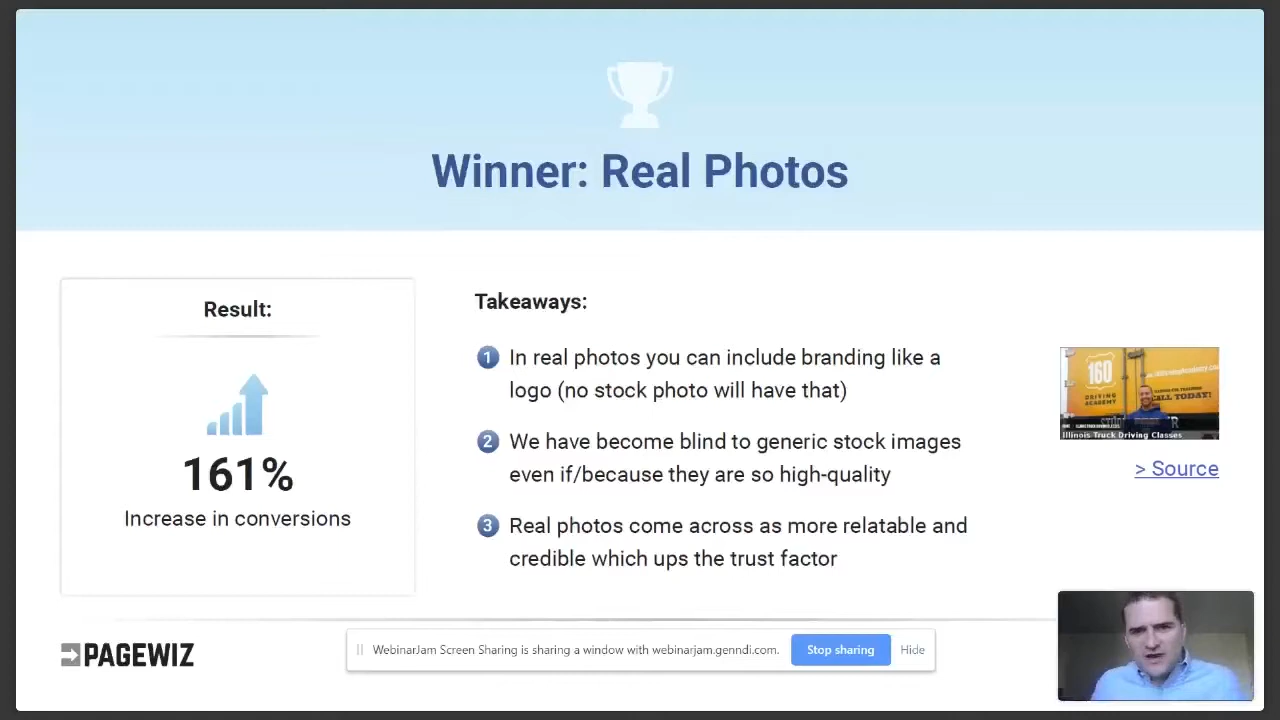 Winner: Real Photos
Result:
161%
Increase in conversions
Takeaways:
1 In real photos you can include branding like a
logo (no stock photo will have that)
2 We have become blind to generic stock images
even if/because they are so high-quality
3 Real photos come across as more relatable and
credible which ups the trust factor
160
DRIVING
ACADEMY
CALL TODAY!
Illinois Truck Driving Classes
> Source
PAGEWIZ
WebinarJam Screen Sharing is sharing a window with webinarjam.genndi.com.
Stop sharing
Hide